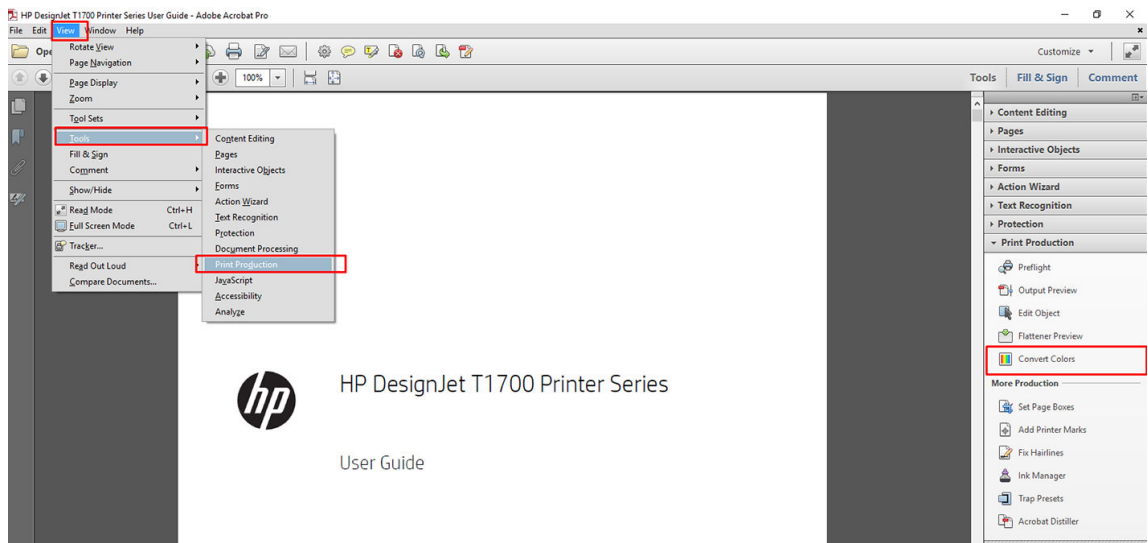 HP DesignJet T1700 Printer Series User Guide - Adobe Acrobat Pro
File Edit View Window Help
Ope
100%
Customize
Tools Fill & Sign Comment
Rotate View
Page Navigation
Page Display
Zoom
Tool Sets
Tools
Fill & Sign
Comment
Show/Hide
Read Mode Ctrl+H
Full Screen Mode Ctrl+L
Tracker...
Read Out Loud
Compare Documents...
Content Editing
Pages
Interactive Objects
Forms
Action Wizard
Text Recognition
Protection
Document Processing
Print Production
JavaScript
Accessibility
Analyze
hp
HP DesignJet T1700 Printer Series
User Guide
Content Editing
Pages
Interactive Objects
Forms
Action Wizard
Text Recognition
Protection
Print Production
Preflight
Output Preview
Edit Object
Flattener Preview
Convert Colors
More Production
Set Page Boxes
Add Printer Marks
Fix Hairlines
Ink Manager
Trap Presets
Acrobat Distiller